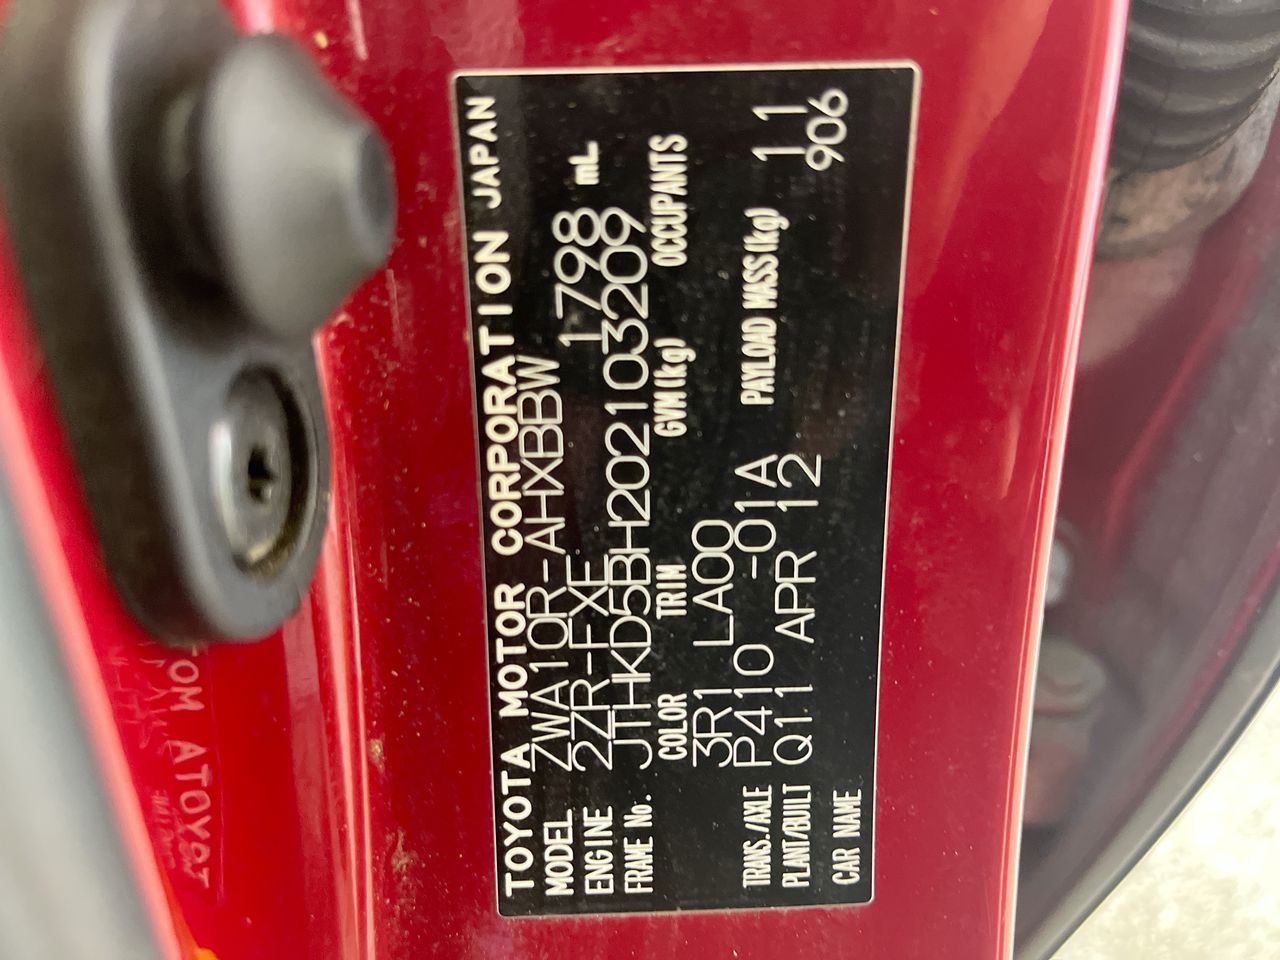 TOYOTA MOTOR CORPORATION JAPAN
MODEL ZWA10R-AHXBBW
ENGINE 2ZR-FXE 1798 mL
FRAME No. JTHKD5BH202103209
COLOR TRIM GVM(kg) OCCUPANTS
3R1 LA00
TRANS./AXLE P410 -01A PAYLOAD MASS(kg) 11
PLANT/BUILT Q11 APR 12 906
CAR NAME